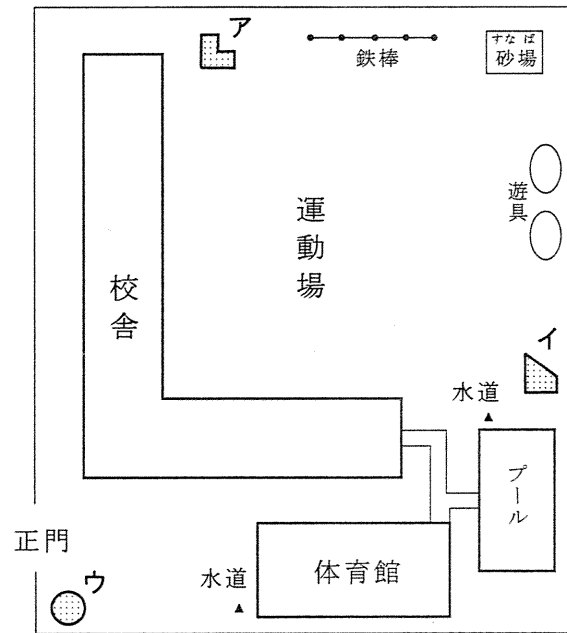 ア
鉄棒
すなば
砂場
遊具
運動場
校舎
イ
水道
プール
正門
体育館
水道
ウ